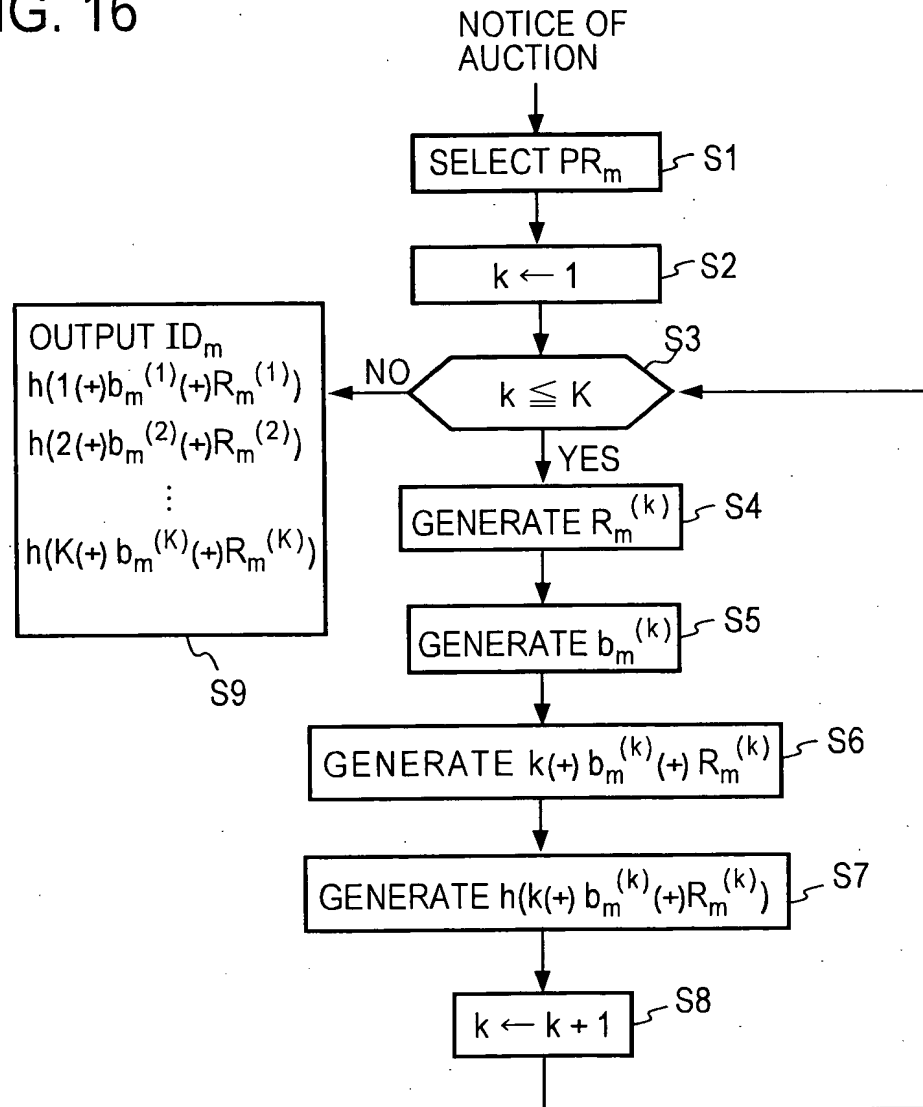 IG. 16
NOTICE OF
AUCTION
SELECT PRₘ
S1
k ← 1
S2
S3
k ≦ K
NO
YES
OUTPUT IDₘ
h(1(+)bₘ⁽¹⁾(+)Rₘ⁽¹⁾)
h(2(+)bₘ⁽²⁾(+)Rₘ⁽²⁾)
⋮
h(K(+) bₘ⁽ᴷ⁾(+)Rₘ⁽ᴷ⁾)
S9
GENERATE Rₘ⁽ᵏ⁾
S4
GENERATE bₘ⁽ᵏ⁾
S5
GENERATE k(+) bₘ⁽ᵏ⁾(+) Rₘ⁽ᵏ⁾
S6
GENERATE h(k(+) bₘ⁽ᵏ⁾(+)Rₘ⁽ᵏ⁾)
S7
k ← k + 1
S8